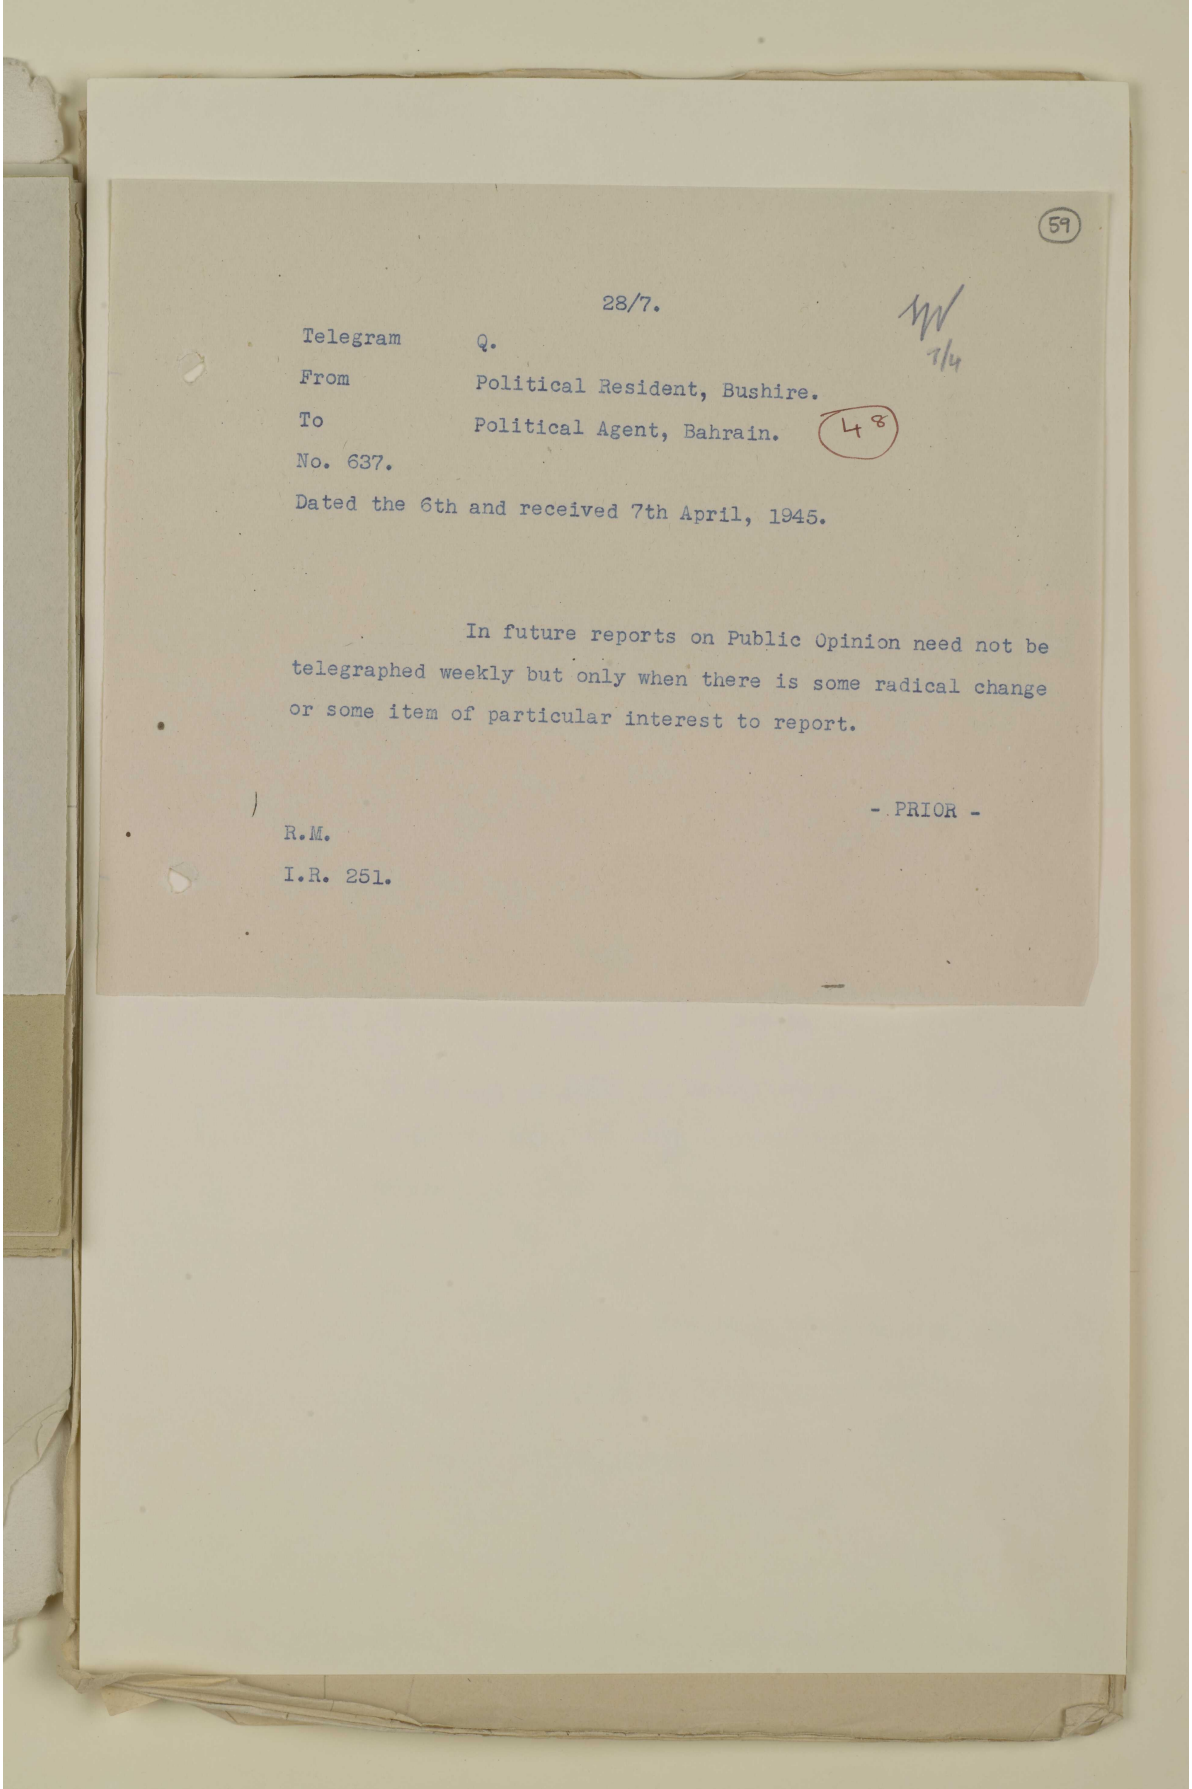 59
28/7.
Telegram Q.
7/4
From Political Resident, Bushire.
To Political Agent, Bahrain. 48
No. 637.
Dated the 6th and received 7th April, 1945.
In future reports on Public Opinion need not be
telegraphed weekly but only when there is some radical change
or some item of particular interest to report.
- PRIOR -
R.M.
I.R. 251.